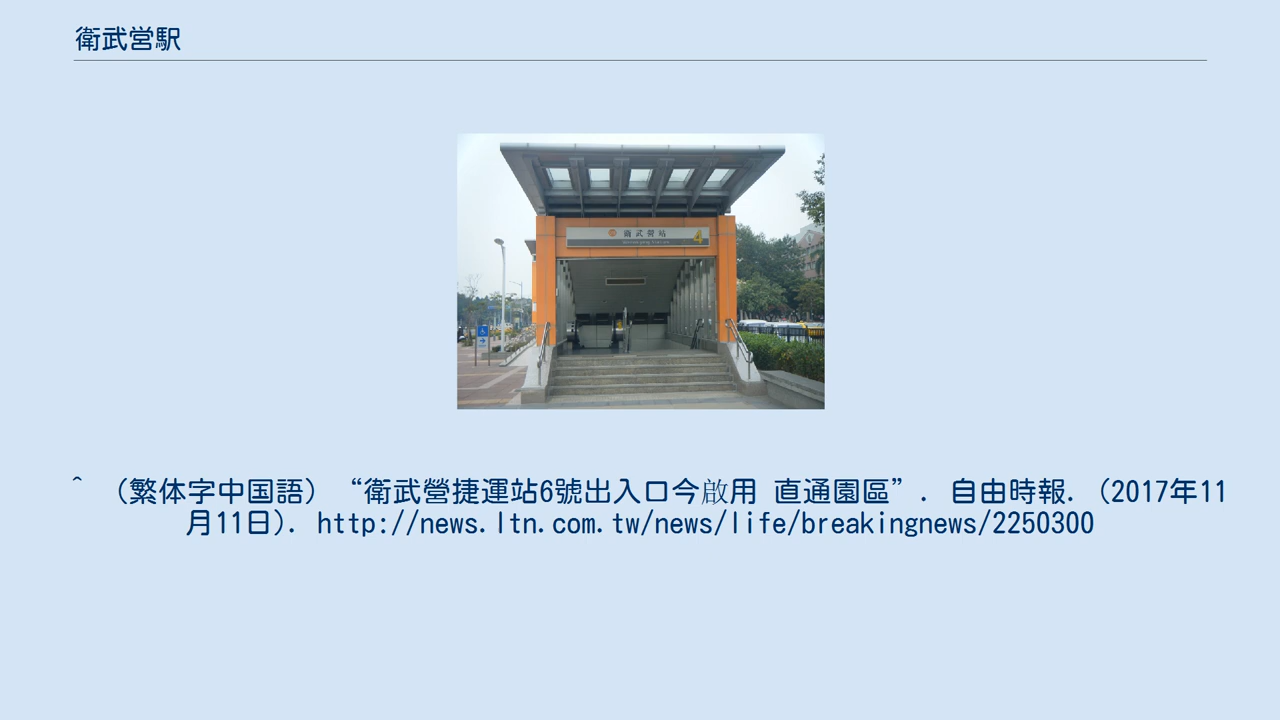 衛武営駅
衛武營站
4
^ （繁体字中国語） “衛武營捷運站6號出入口今啟用 直通園區”. 自由時報. (2017年11
月11日). http://news.ltn.com.tw/news/life/breakingnews/2250300